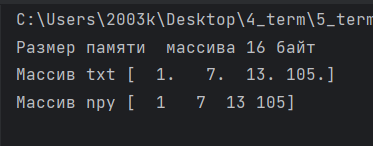 C:\Users\2003k\Desktop\4_term\5_term
Размер памяти  массива 16 байт
Массив txt [  1.   7.  13. 105.]
Массив npy [  1   7  13 105]